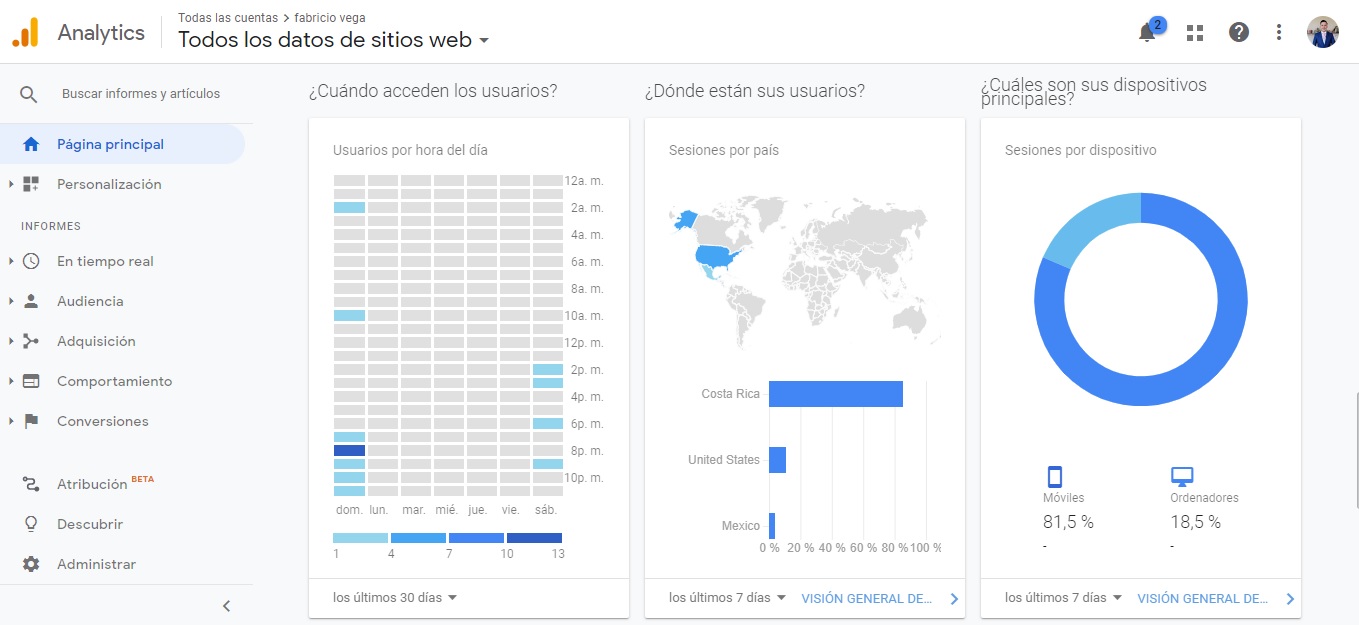 Analytics
Todas las cuentas > fabricio vega
Todos los datos de sitios web
2
Buscar informes y artículos
Página principal
Personalización
INFORMES
En tiempo real
Audiencia
Adquisición
Comportamiento
Conversiones
Atribución BETA
Descubrir
Administrar
¿Cuándo acceden los usuarios?
Usuarios por hora del día
12a. m.
2a. m.
4a. m.
6a. m.
8a. m.
10a. m.
12p. m.
2p. m.
4p. m.
6p. m.
8p. m.
10p. m.
dom. lun. mar. mié. jue. vie. sáb.
1 4 7 10 13
los últimos 30 días
¿Dónde están sus usuarios?
Sesiones por país
Costa Rica
United States
Mexico
0 % 20 % 40 % 60 % 80 % 100 %
los últimos 7 días VISIÓN GENERAL DE...
¿Cuáles son sus dispositivos
principales?
Sesiones por dispositivo
Móviles Ordenadores
81,5 % 18,5 %
- -
los últimos 7 días VISIÓN GENERAL DE...